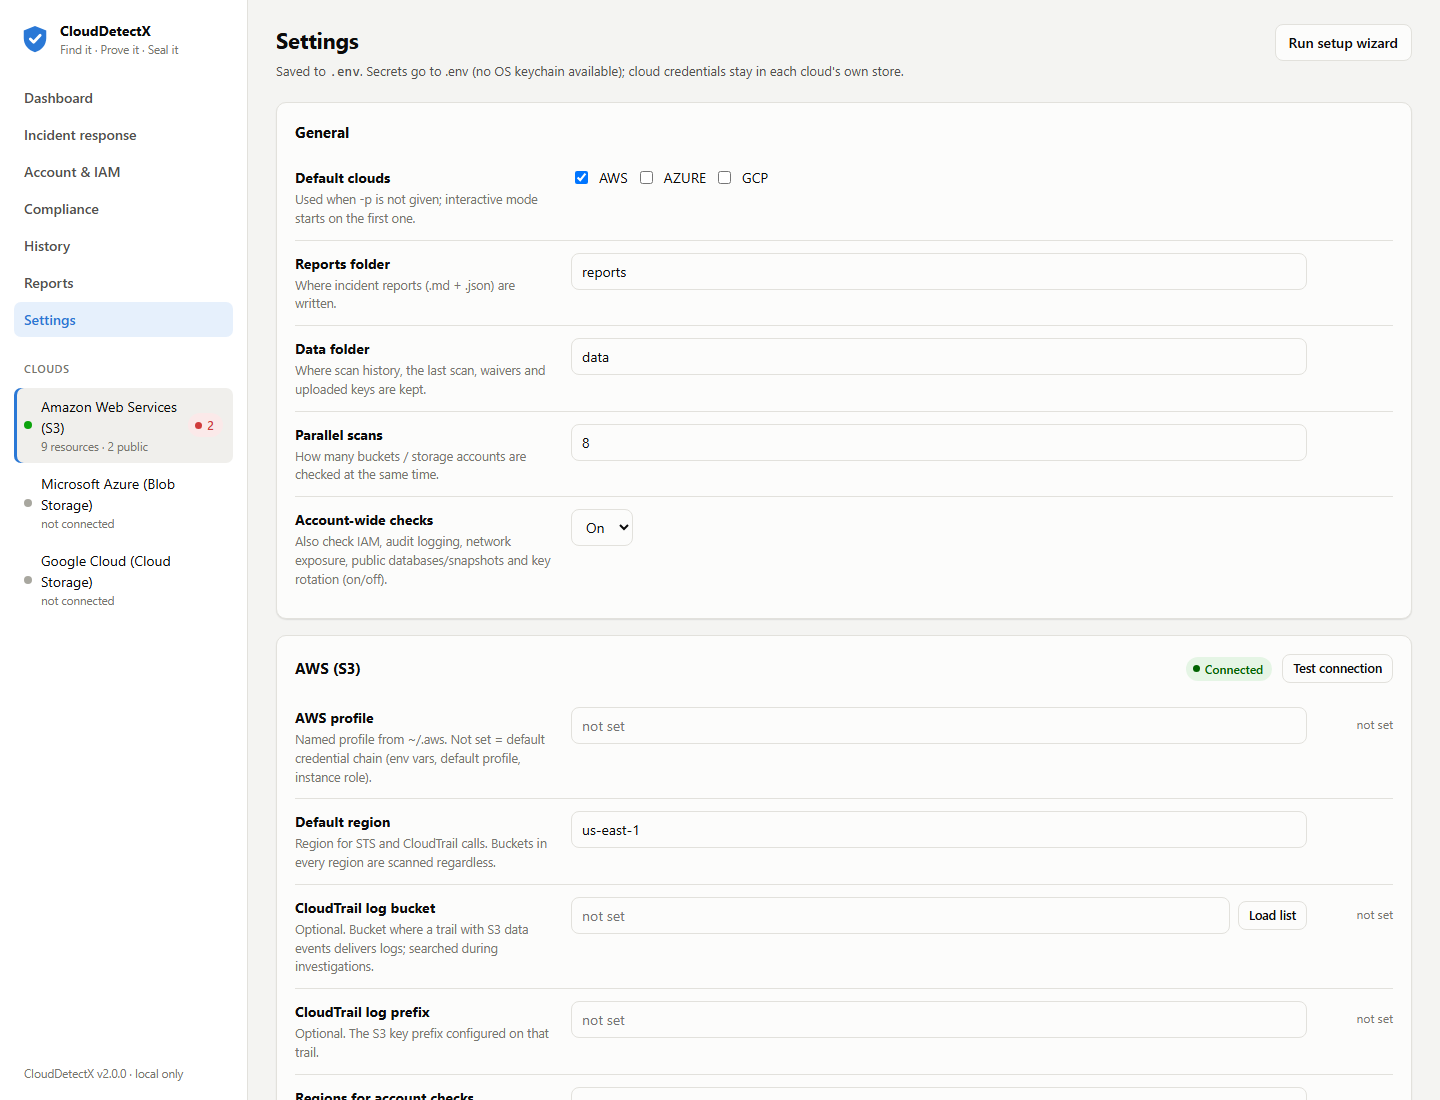 CloudDetectX
Find it · Prove it · Seal it
Dashboard
Incident response
Account & IAM
Compliance
History
Reports
Settings
CLOUDS
Amazon Web Services
(S3)
9 resources · 2 public
2
Microsoft Azure (Blob
Storage)
not connected
Google Cloud (Cloud
Storage)
not connected
CloudDetectX v2.0.0 · local only
Settings
Run setup wizard
Saved to .env. Secrets go to .env (no OS keychain available); cloud credentials stay in each cloud's own store.
General
Default clouds
Used when -p is not given; interactive mode
starts on the first one.
AWS AZURE GCP
Reports folder
Where incident reports (.md + .json) are
written.
reports
Data folder
Where scan history, the last scan, waivers and
uploaded keys are kept.
data
Parallel scans
How many buckets / storage accounts are
checked at the same time.
8
Account-wide checks
Also check IAM, audit logging, network
exposure, public databases/snapshots and key
rotation (on/off).
On
AWS (S3)
Connected
Test connection
AWS profile
Named profile from ~/.aws. Not set = default
credential chain (env vars, default profile,
instance role).
not set
not set
Default region
Region for STS and CloudTrail calls. Buckets in
every region are scanned regardless.
us-east-1
CloudTrail log bucket
Optional. Bucket where a trail with S3 data
events delivers logs; searched during
investigations.
not set
Load list
not set
CloudTrail log prefix
Optional. The S3 key prefix configured on that
trail.
not set
not set
Regions for account checks